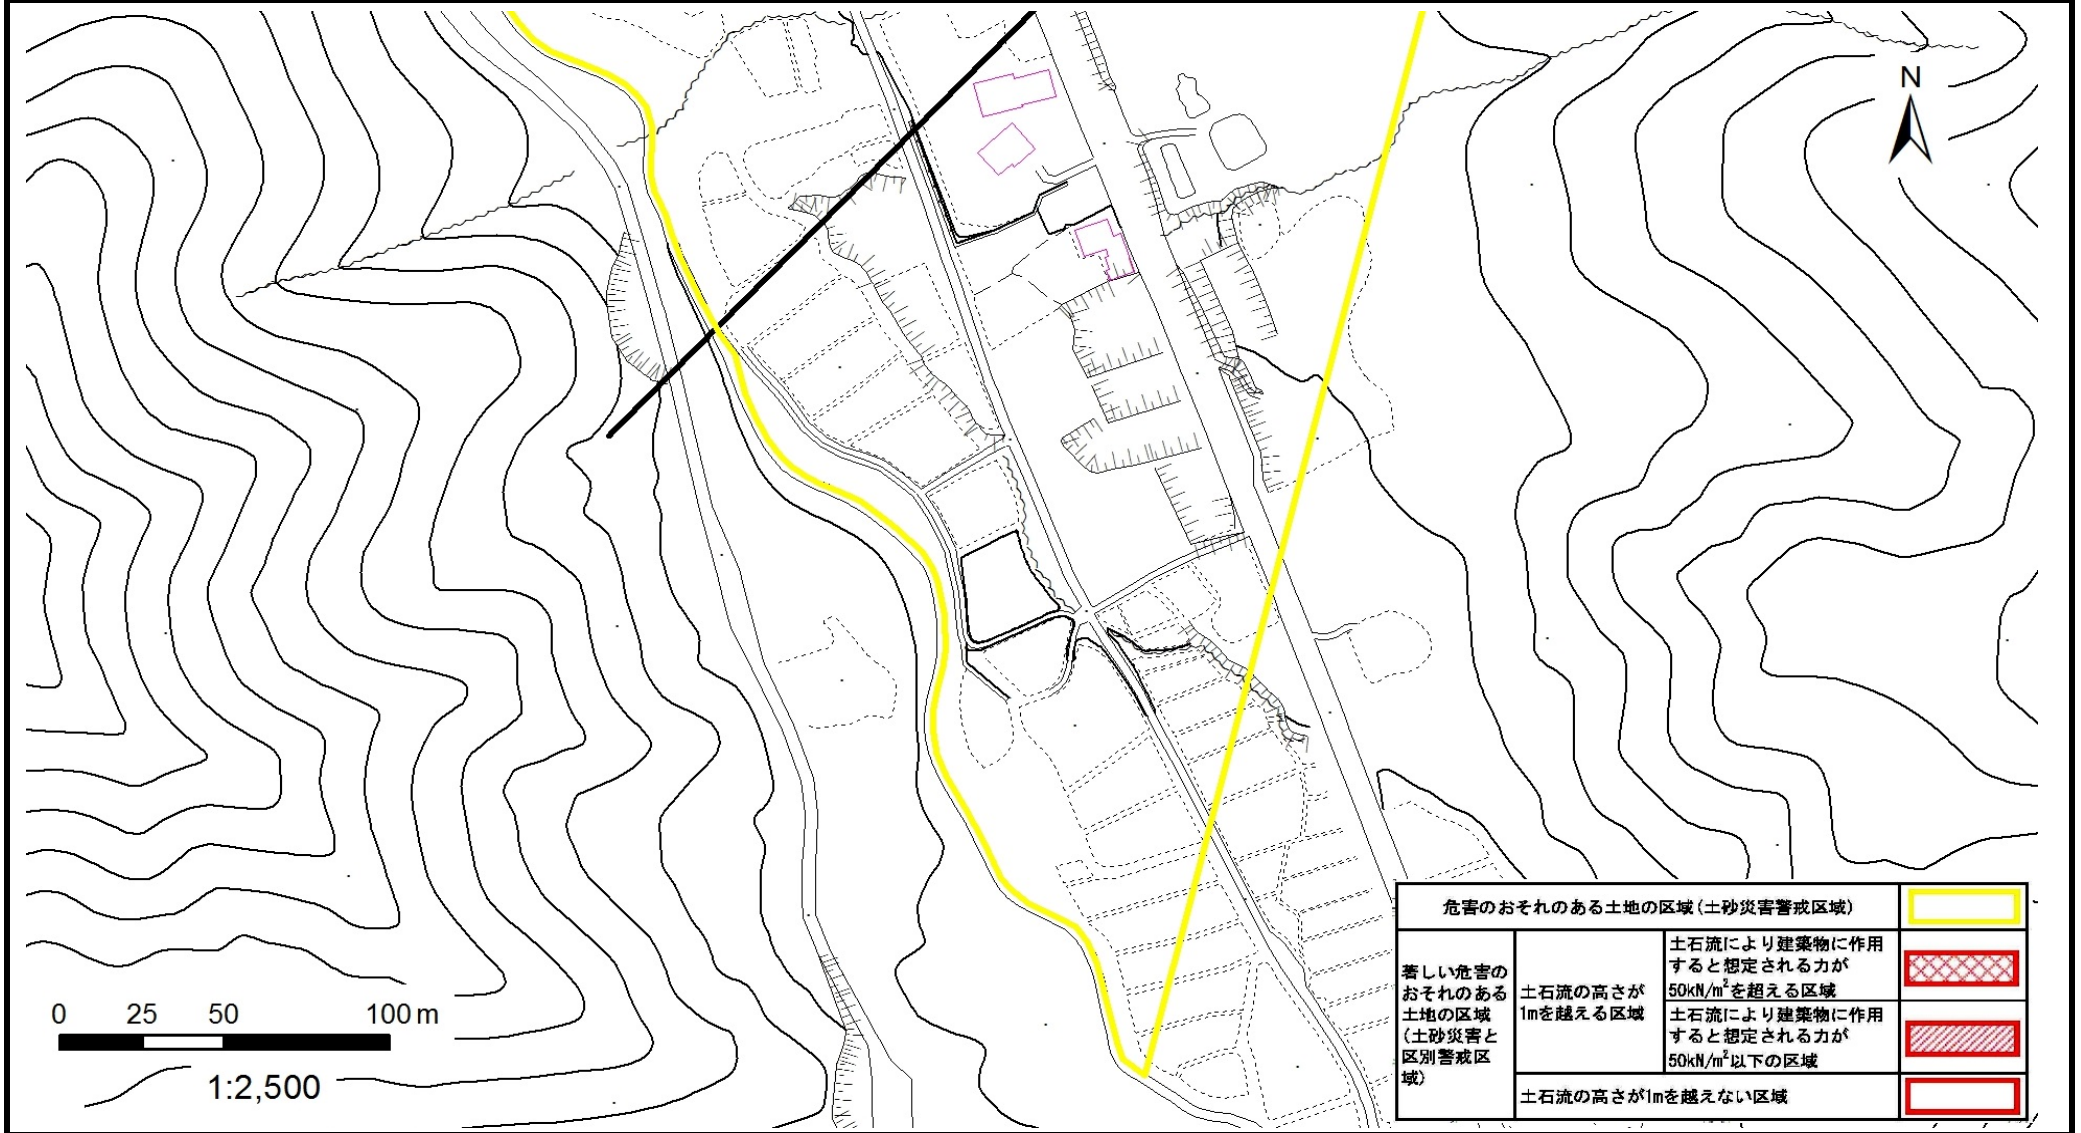 N
危害のおそれのある土地の区域(土砂災害警戒区域)
著しい危害の
おそれのある
土地の区域
(土砂災害と
区別警戒区
域)
土石流の高さが
1mを越える区域
土石流により建築物に作用
すると想定される力が
50kN/m²を超える区域
土石流により建築物に作用
すると想定される力が
50kN/m²以下の区域
土石流の高さが1mを越えない区域
0 25 50 100 m
1:2,500